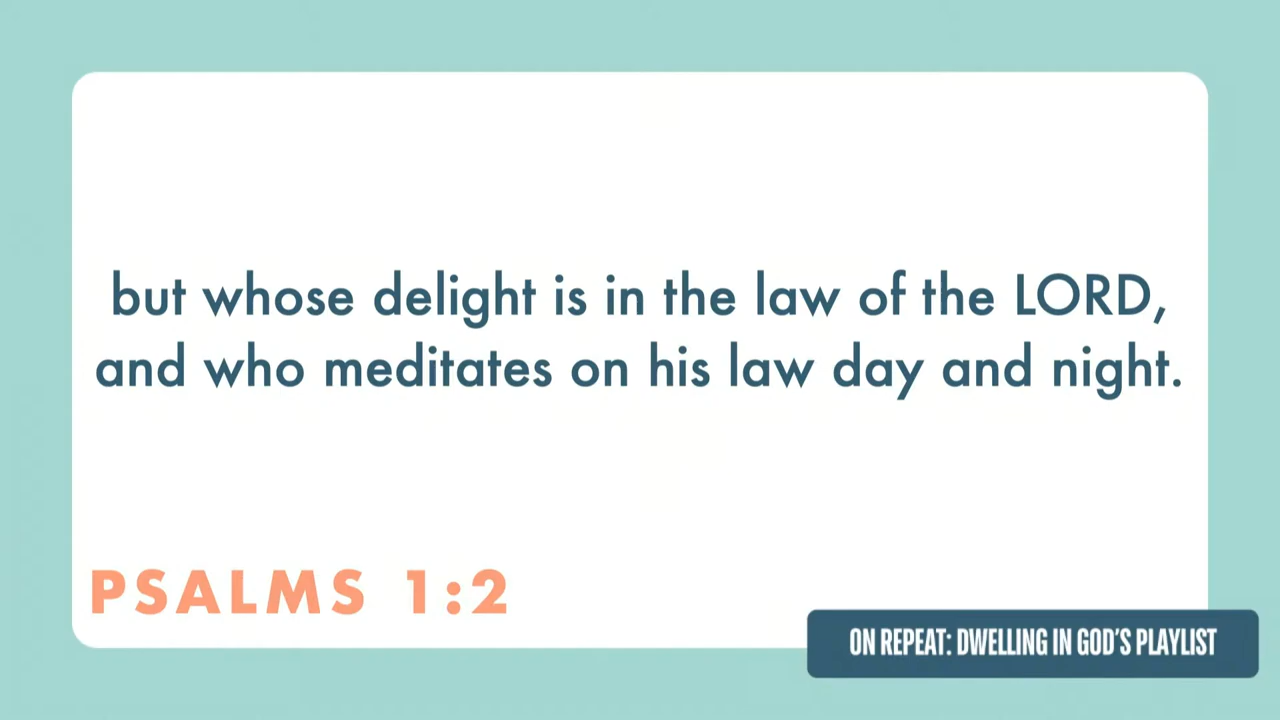 but whose delight is in the law of the LORD,
and who meditates on his law day and night.
PSALMS 1:2
ON REPEAT: DWELLING IN GOD'S PLAYLIST